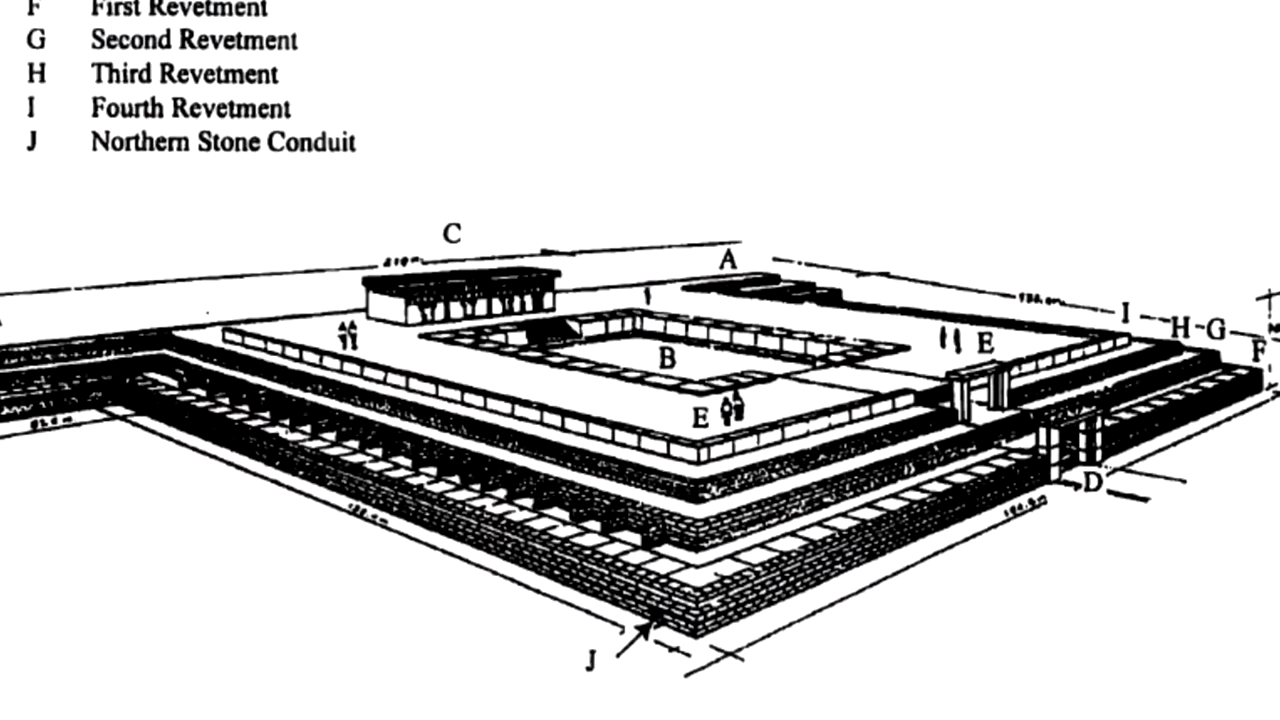 F First Revetment
G Second Revetment
H Third Revetment
I Fourth Revetment
J Northern Stone Conduit
C
A
I
H G
E
F
B
E
D
J